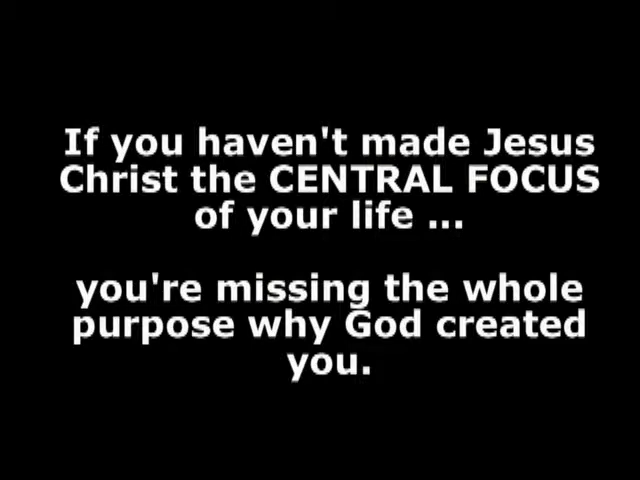 If you haven't made Jesus
Christ the CENTRAL FOCUS
of your life ...
you're missing the whole
purpose why God created
you.